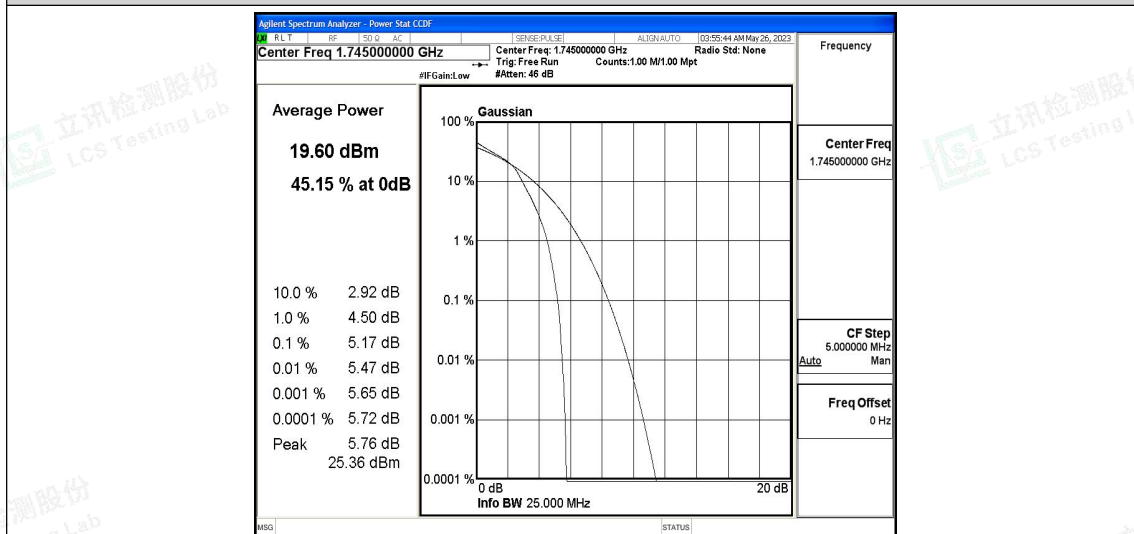 Agilent Spectrum Analyzer - Power Stat CCDF
LXI RLT RF 50 Ω AC SENSE:PULSE ALIGN AUTO 03:55:44 AM May 26, 2023
Center Freq 1.745000000 GHz
Center Freq: 1.745000000 GHz Radio Std: None
Trig: Free Run Counts:1.00 M/1.00 Mpt
#IFGain:Low #Atten: 46 dB
Frequency
Average Power
19.60 dBm
45.15 % at 0dB
10.0 % 2.92 dB
1.0 % 4.50 dB
0.1 % 5.17 dB
0.01 % 5.47 dB
0.001 % 5.65 dB
0.0001 % 5.72 dB
Peak 5.76 dB
25.36 dBm
Gaussian
100 %
10 %
1 %
0.1 %
0.01 %
0.001 %
0.0001 %
0 dB 20 dB
Info BW 25.000 MHz
Center Freq
1.745000000 GHz
CF Step
5.000000 MHz
Auto Man
Freq Offset
0 Hz
MSG STATUS
立讯检测股份
LCS Testing Lab
立讯检测股份
LCS Testing L
测股份
Lab